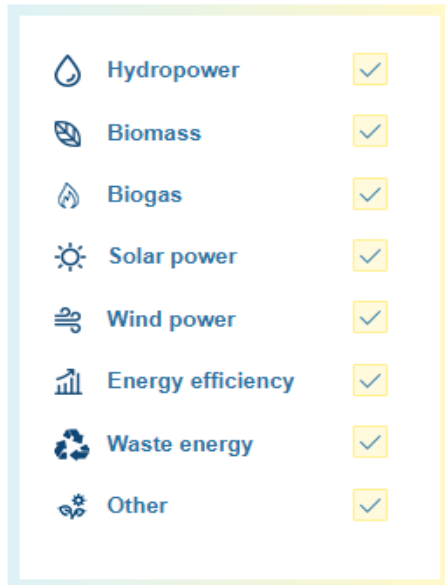 Hydropower
Biomass
Biogas
Solar power
Wind power
Energy efficiency
Waste energy
Other